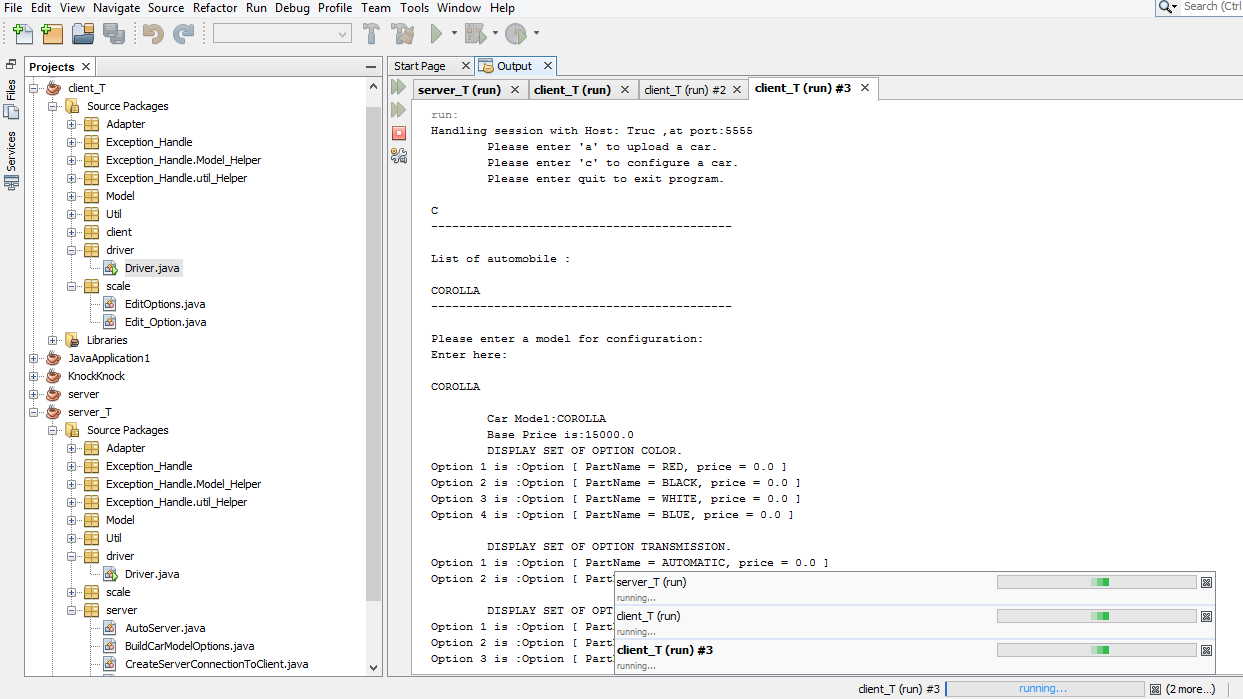 File Edit View Navigate Source Refactor Run Debug Profile Team Tools Window Help
Search (Ctrl
Files
Services
Projects
client_T
Source Packages
Adapter
Exception_Handle
Exception_Handle.Model_Helper
Exception_Handle.util_Helper
Model
Util
client
driver
Driver.java
scale
EditOptions.java
Edit_Option.java
Libraries
JavaApplication1
KnockKnock
server
server_T
Source Packages
Adapter
Exception_Handle
Exception_Handle.Model_Helper
Exception_Handle.util_Helper
Model
Util
driver
Driver.java
scale
server
AutoServer.java
BuildCarModelOptions.java
CreateServerConnectionToClient.java
Start Page Output
server_T (run) client_T (run) client_T (run) #2 client_T (run) #3
run:
Handling session with Host: Truc ,at port:5555
Please enter 'a' to upload a car.
Please enter 'c' to configure a car.
Please enter quit to exit program.
C
-------------------------------------------
List of automobile :
COROLLA
-------------------------------------------
Please enter a model for configuration:
Enter here:
COROLLA
Car Model:COROLLA
Base Price is:15000.0
DISPLAY SET OF OPTION COLOR.
Option 1 is :Option [ PartName = RED, price = 0.0 ]
Option 2 is :Option [ PartName = BLACK, price = 0.0 ]
Option 3 is :Option [ PartName = WHITE, price = 0.0 ]
Option 4 is :Option [ PartName = BLUE, price = 0.0 ]
DISPLAY SET OF OPTION TRANSMISSION.
Option 1 is :Option [ PartName = AUTOMATIC, price = 0.0 ]
Option 2 is :Option [ Part
DISPLAY SET OF OPT
Option 1 is :Option [ Part
Option 2 is :Option [ Part
Option 3 is :Option [ Part
server_T (run)
running...
client_T (run)
running...
client_T (run) #3
running...
client_T (run) #3 running... (2 more...)